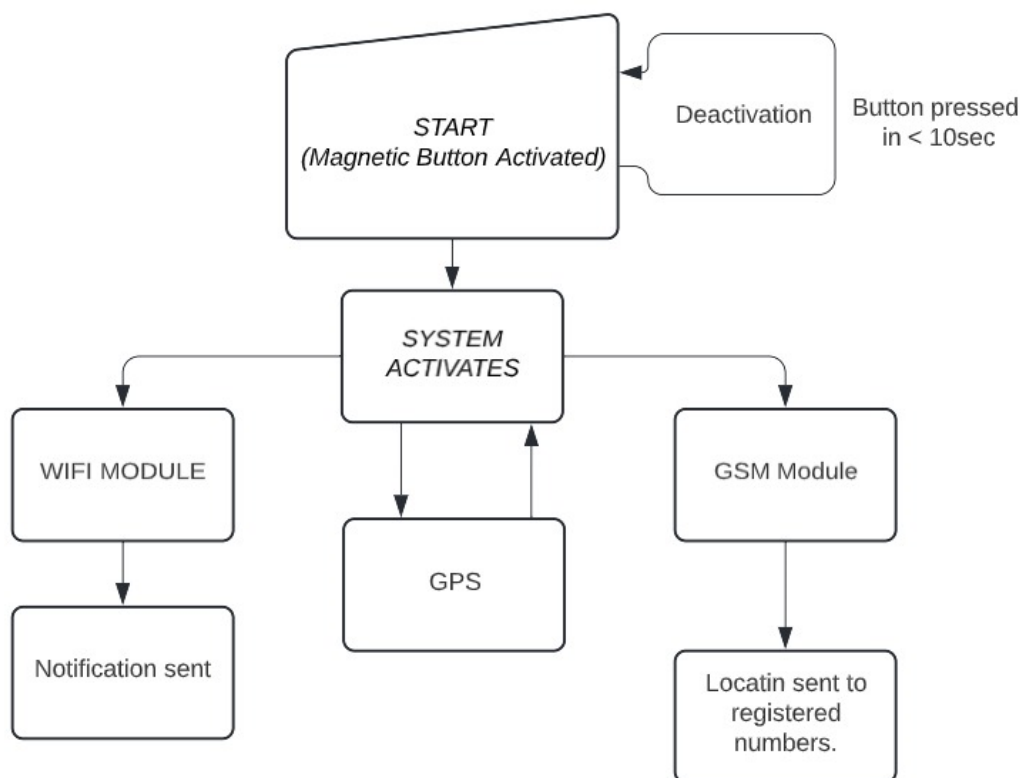 START
(Magnetic Button Activated)
Deactivation
Button pressed
in < 10sec
SYSTEM
ACTIVATES
WIFI MODULE
GSM Module
GPS
Notification sent
Locatin sent to
registered
numbers.